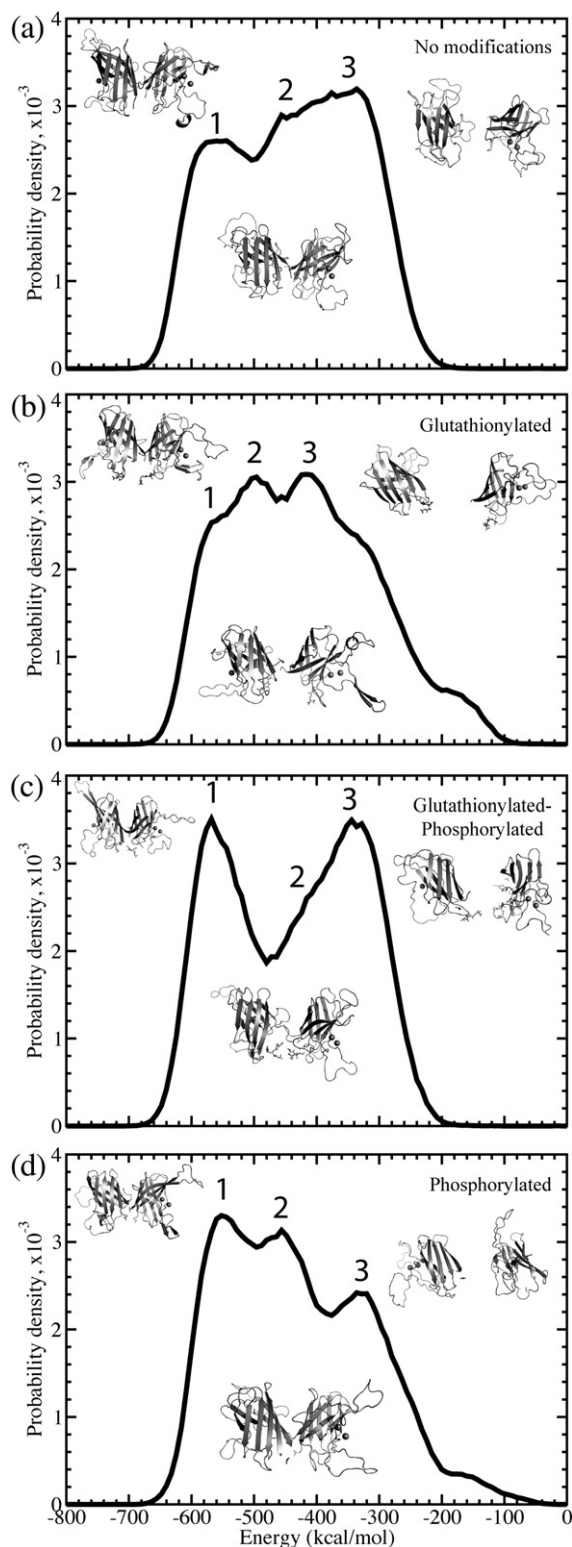 (a)
No modifications
1
2
3
Probability density, x10⁻³
4
3
2
1
0
(b)
Glutathionylated
1
2
3
Probability density, x10⁻³
4
3
2
1
0
(c)
Glutathionylated-
Phosphorylated
1
2
3
Probability density, x10⁻³
4
3
2
1
0
(d)
Phosphorylated
1
2
3
Probability density, x10⁻³
4
3
2
1
0
-800 -700 -600 -500 -400 -300 -200 -100 0
Energy (kcal/mol)